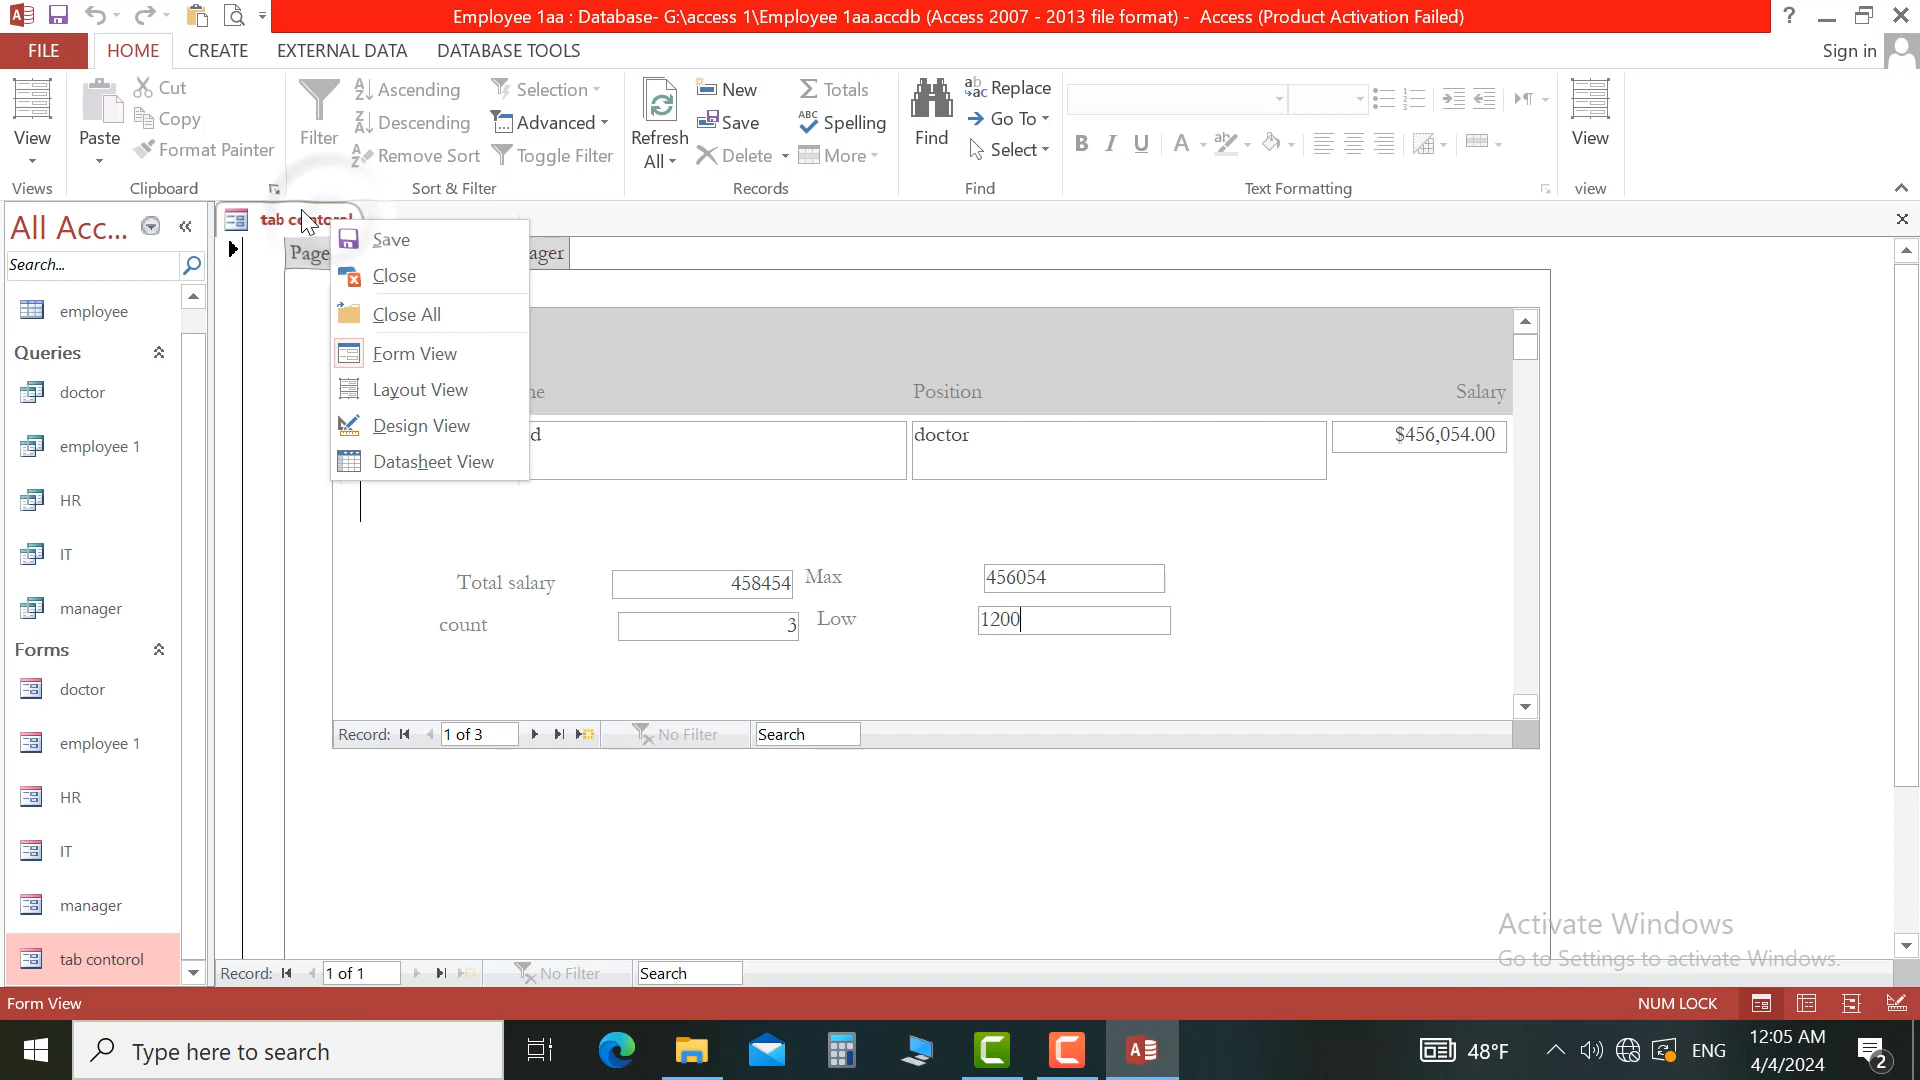 Employee 1aa : Database- G:\access 1\Employee 1aa.accdb (Access 2007 - 2013 file format) - Access (Product Activation Failed)
?
FILE HOME CREATE EXTERNAL DATA DATABASE TOOLS Sign in
View
Views
Paste
Cut
Copy
Format Painter
Clipboard
Filter
Ascending
Descending
Remove Sort
Selection
Advanced
Toggle Filter
Sort & Filter
Refresh
All
New
Save
Delete
Totals
Spelling
More
Records
Find
Replace
Go To
Select
Find
B I U A
Text Formatting
View
view
All Acc...
Search...
employee
Queries
doctor
employee 1
HR
IT
manager
Forms
doctor
employee 1
HR
IT
manager
tab contorol
tab contorol
Page
ager
Save
Close
Close All
Form View
Layout View
Design View
Datasheet View
Position Salary
doctor $456,054.00
Total salary 458454 Max 456054
count 3 Low 1200
Record: 1 of 3 No Filter Search
Activate Windows
Go to Settings to activate Windows.
Record: 1 of 1 No Filter Search
Form View NUM LOCK
Type here to search
48°F
ENG
12:05 AM
4/4/2024
2